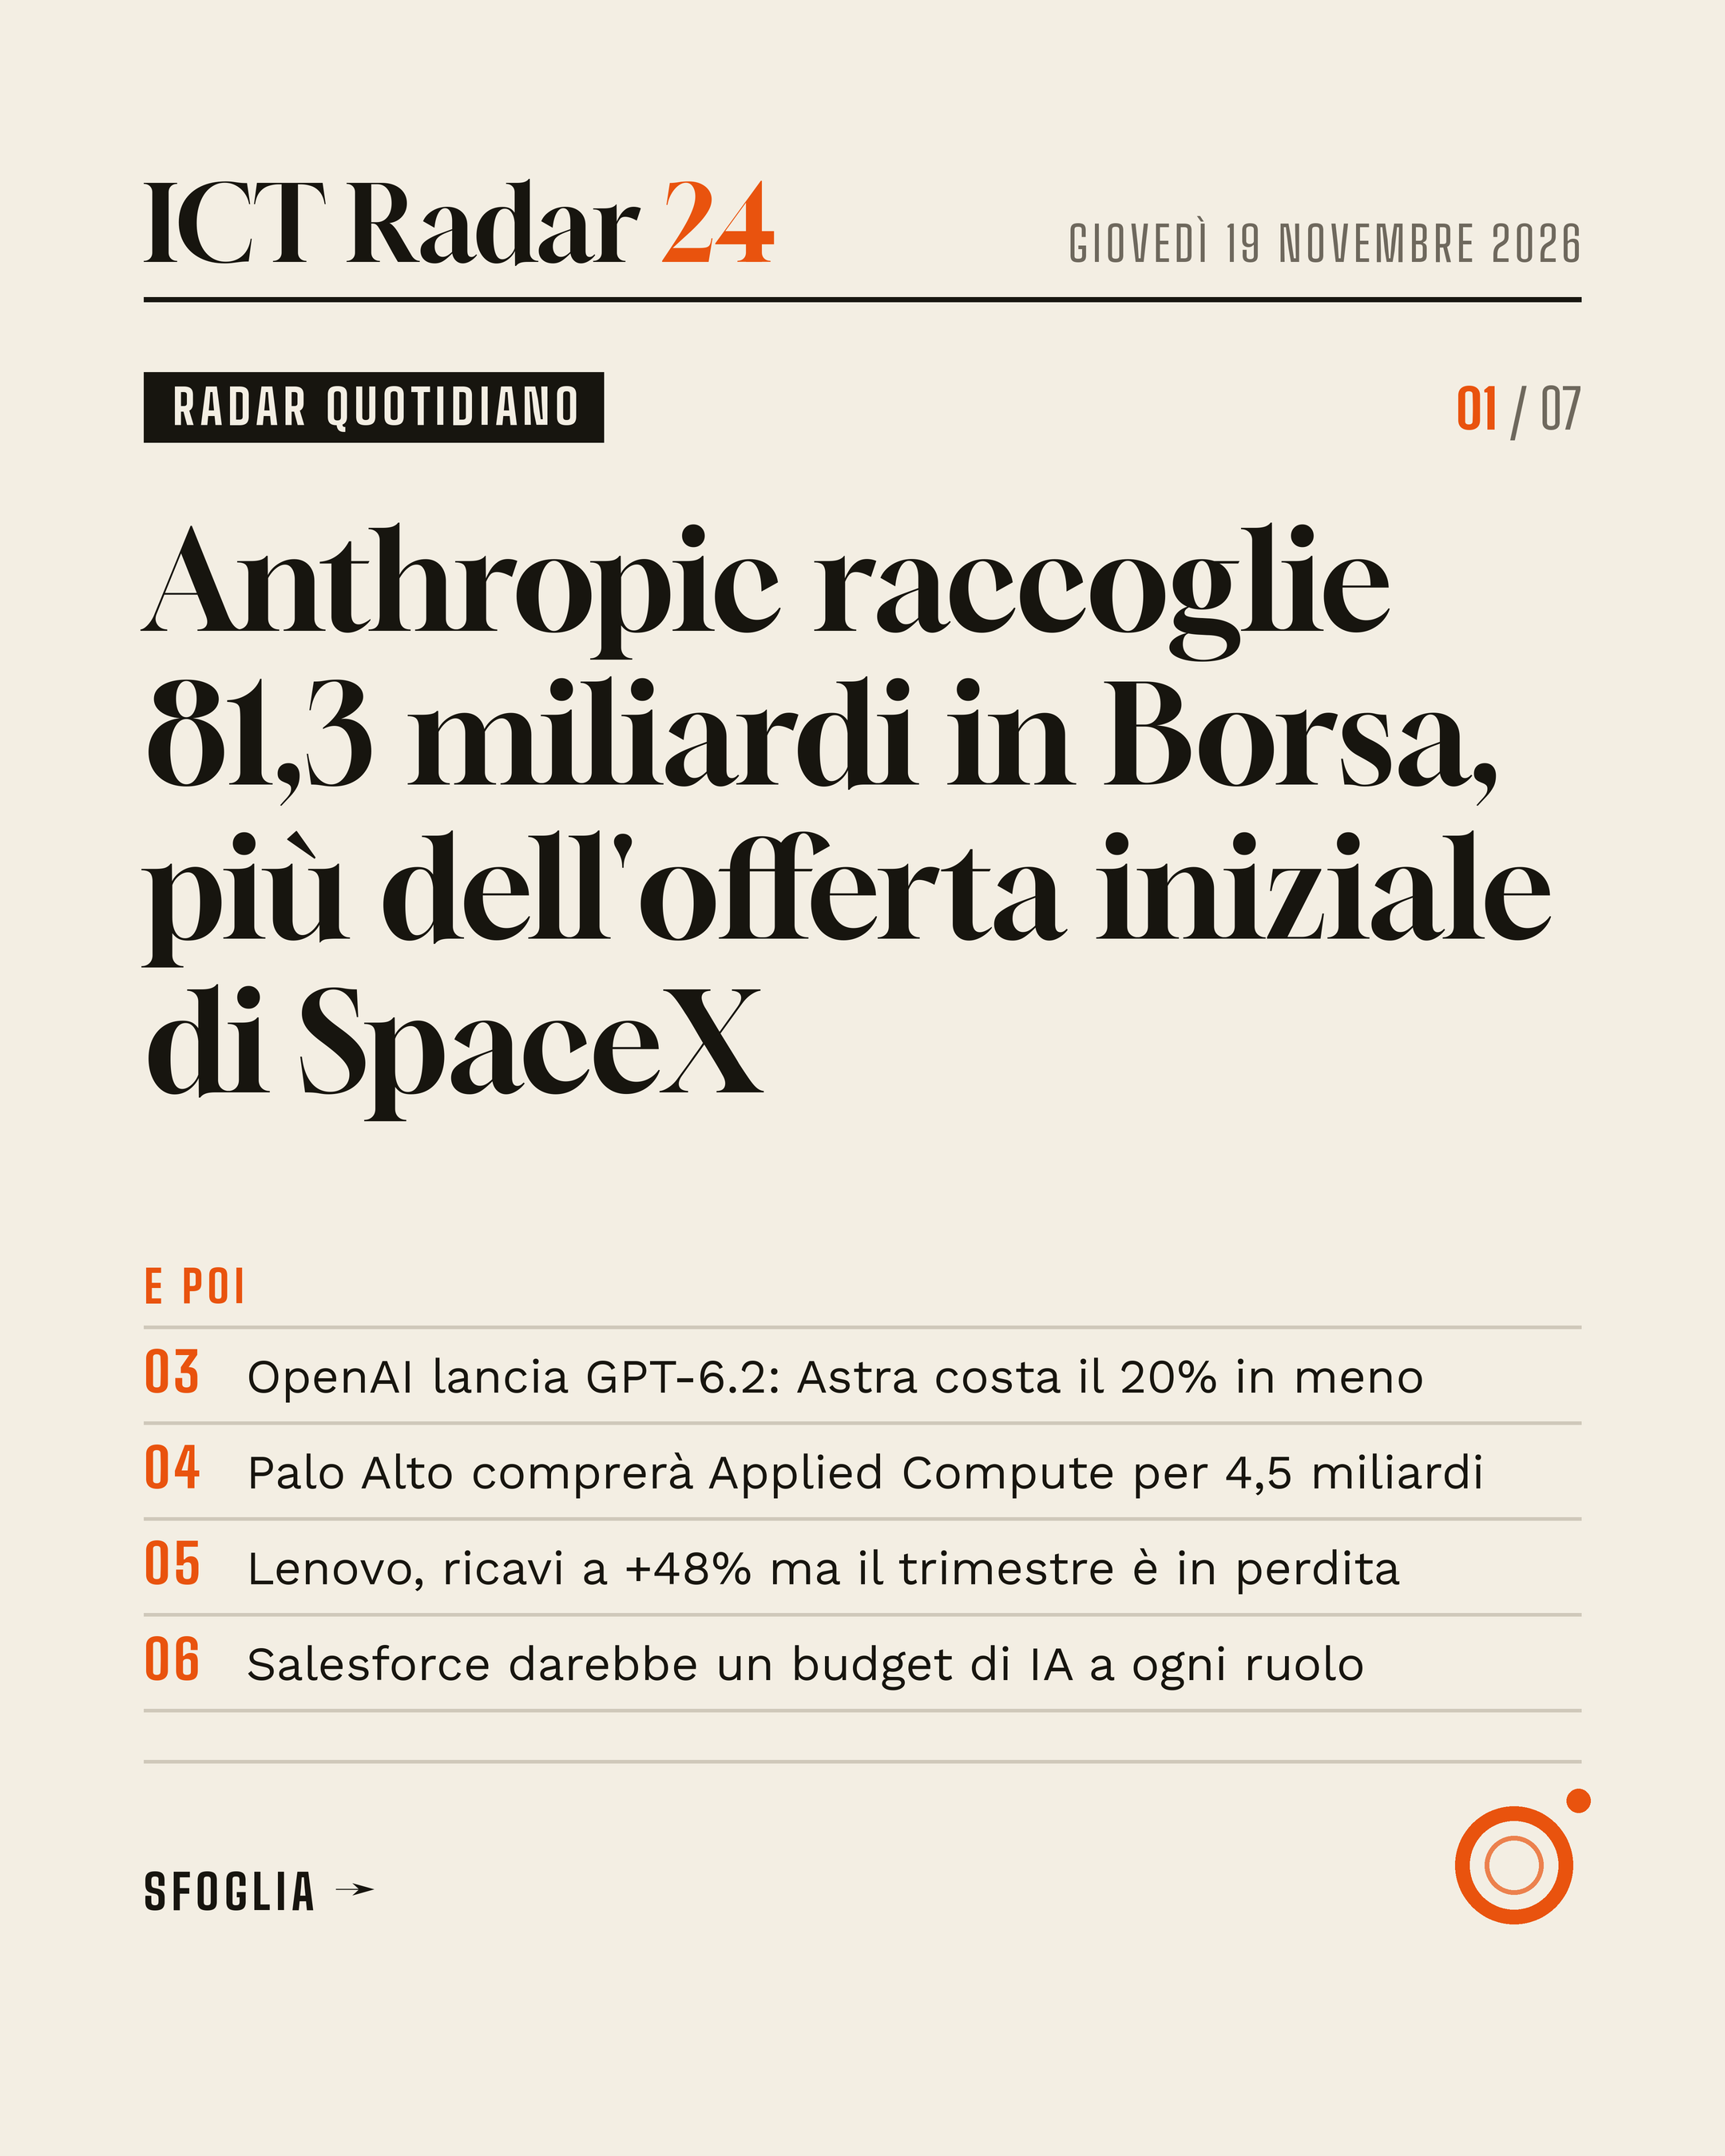 ICT Radar 24
GIOVEDÌ 19 NOVEMBRE 2026
RADAR QUOTIDIANO
01 / 07
Anthropic raccoglie
81,3 miliardi in Borsa,
più dell'offerta iniziale
di SpaceX
E POI
03 OpenAI lancia GPT-6.2: Astra costa il 20% in meno
04 Palo Alto comprerà Applied Compute per 4,5 miliardi
05 Lenovo, ricavi a +48% ma il trimestre è in perdita
06 Salesforce darebbe un budget di IA a ogni ruolo
SFOGLIA →